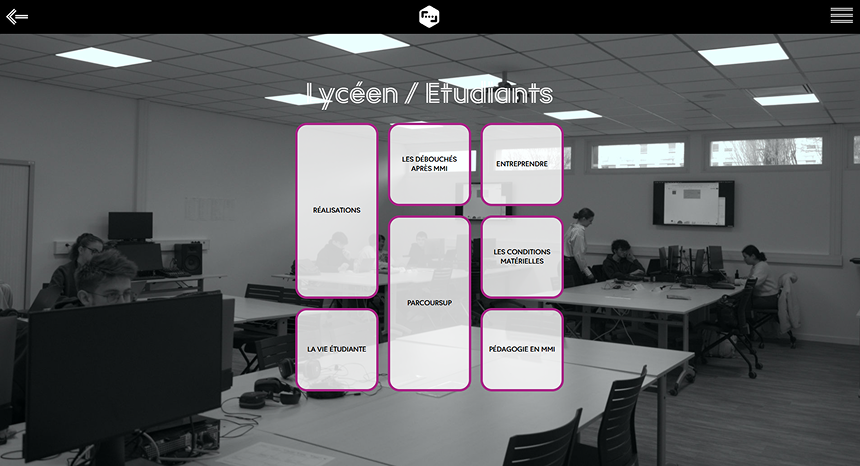 Lycéen / Etudiants
RÉALISATIONS
LES DÉBOUCHÉS
APRÈS MMI
ENTREPRENDRE
PARCOURSUP
LES CONDITIONS
MATÉRIELLES
LA VIE ÉTUDIANTE
PÉDAGOGIE EN MMI